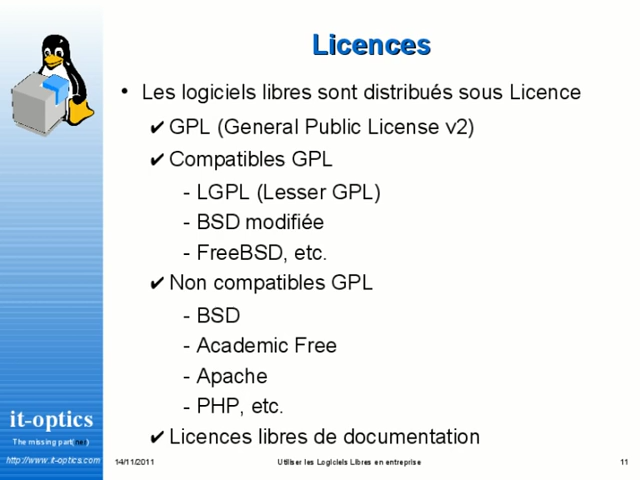 Licences
• Les logiciels libres sont distribués sous Licence
✔ GPL (General Public License v2)
✔ Compatibles GPL
- LGPL (Lesser GPL)
- BSD modifiée
- FreeBSD, etc.
✔ Non compatibles GPL
- BSD
- Academic Free
- Apache
- PHP, etc.
✔ Licences libres de documentation
it-optics
The missing part(ner)
http://www.it-optics.com
14/11/2011
Utiliser les Logiciels Libres en entreprise
11